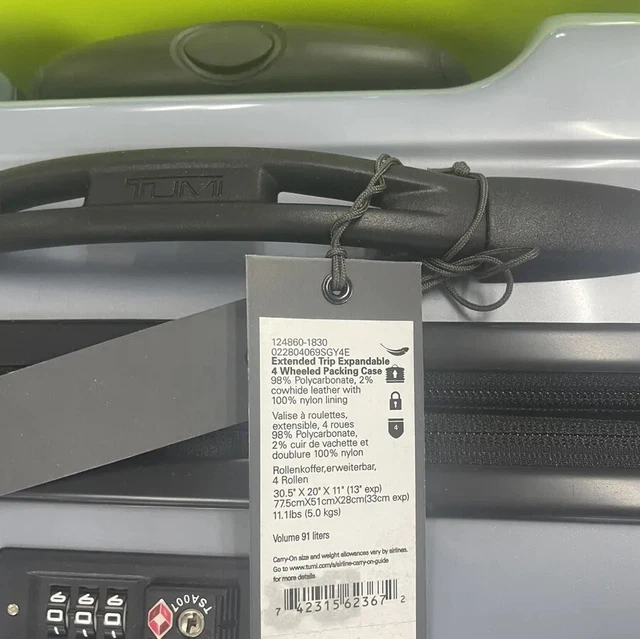 TUMI
124860-1830
022804069SGY4E
Extended Trip Expandable
4 Wheeled Packing Case
98% Polycarbonate, 2%
cowhide leather with
100% nylon lining
4
Valise à roulettes,
extensible, 4 roues
98% Polycarbonate,
2% cuir de vachette et
doublure 100% nylon
Rollenkoffer,erweiterbar,
4 Rollen
30.5" X 20" X 11" (13" exp)
77.5cmX51cmX28cm(33cm exp)
11.1lbs (5.0 kgs)
Volume 91 liters
Carry-On size and weight allowances vary by airlines.
Go to www.tumi.com/s/airline-carry-on-guide
for more details
7 42315 62367 2
0 0 0
TSA007